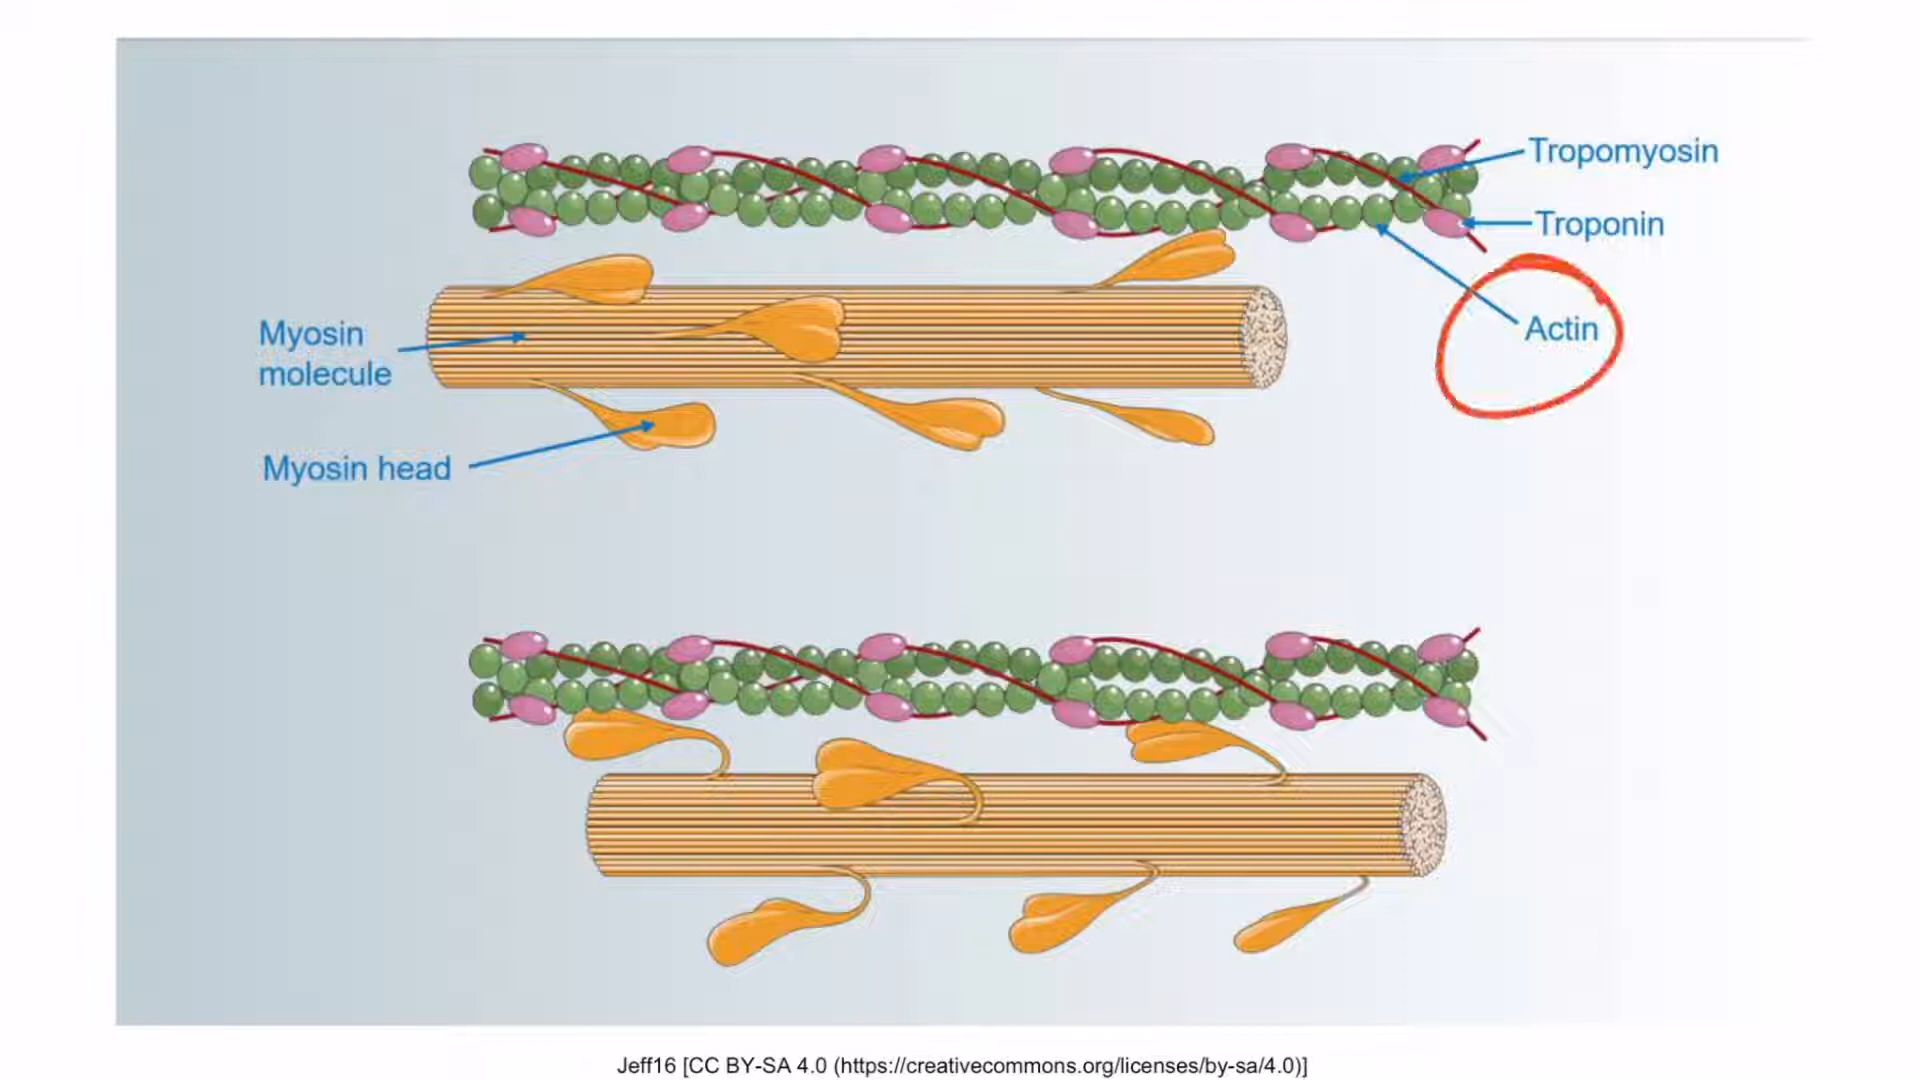 Tropomyosin
Troponin
Actin
Myosin
molecule
Myosin head
Jeff16 [CC BY-SA 4.0 (https://creativecommons.org/licenses/by-sa/4.0)]